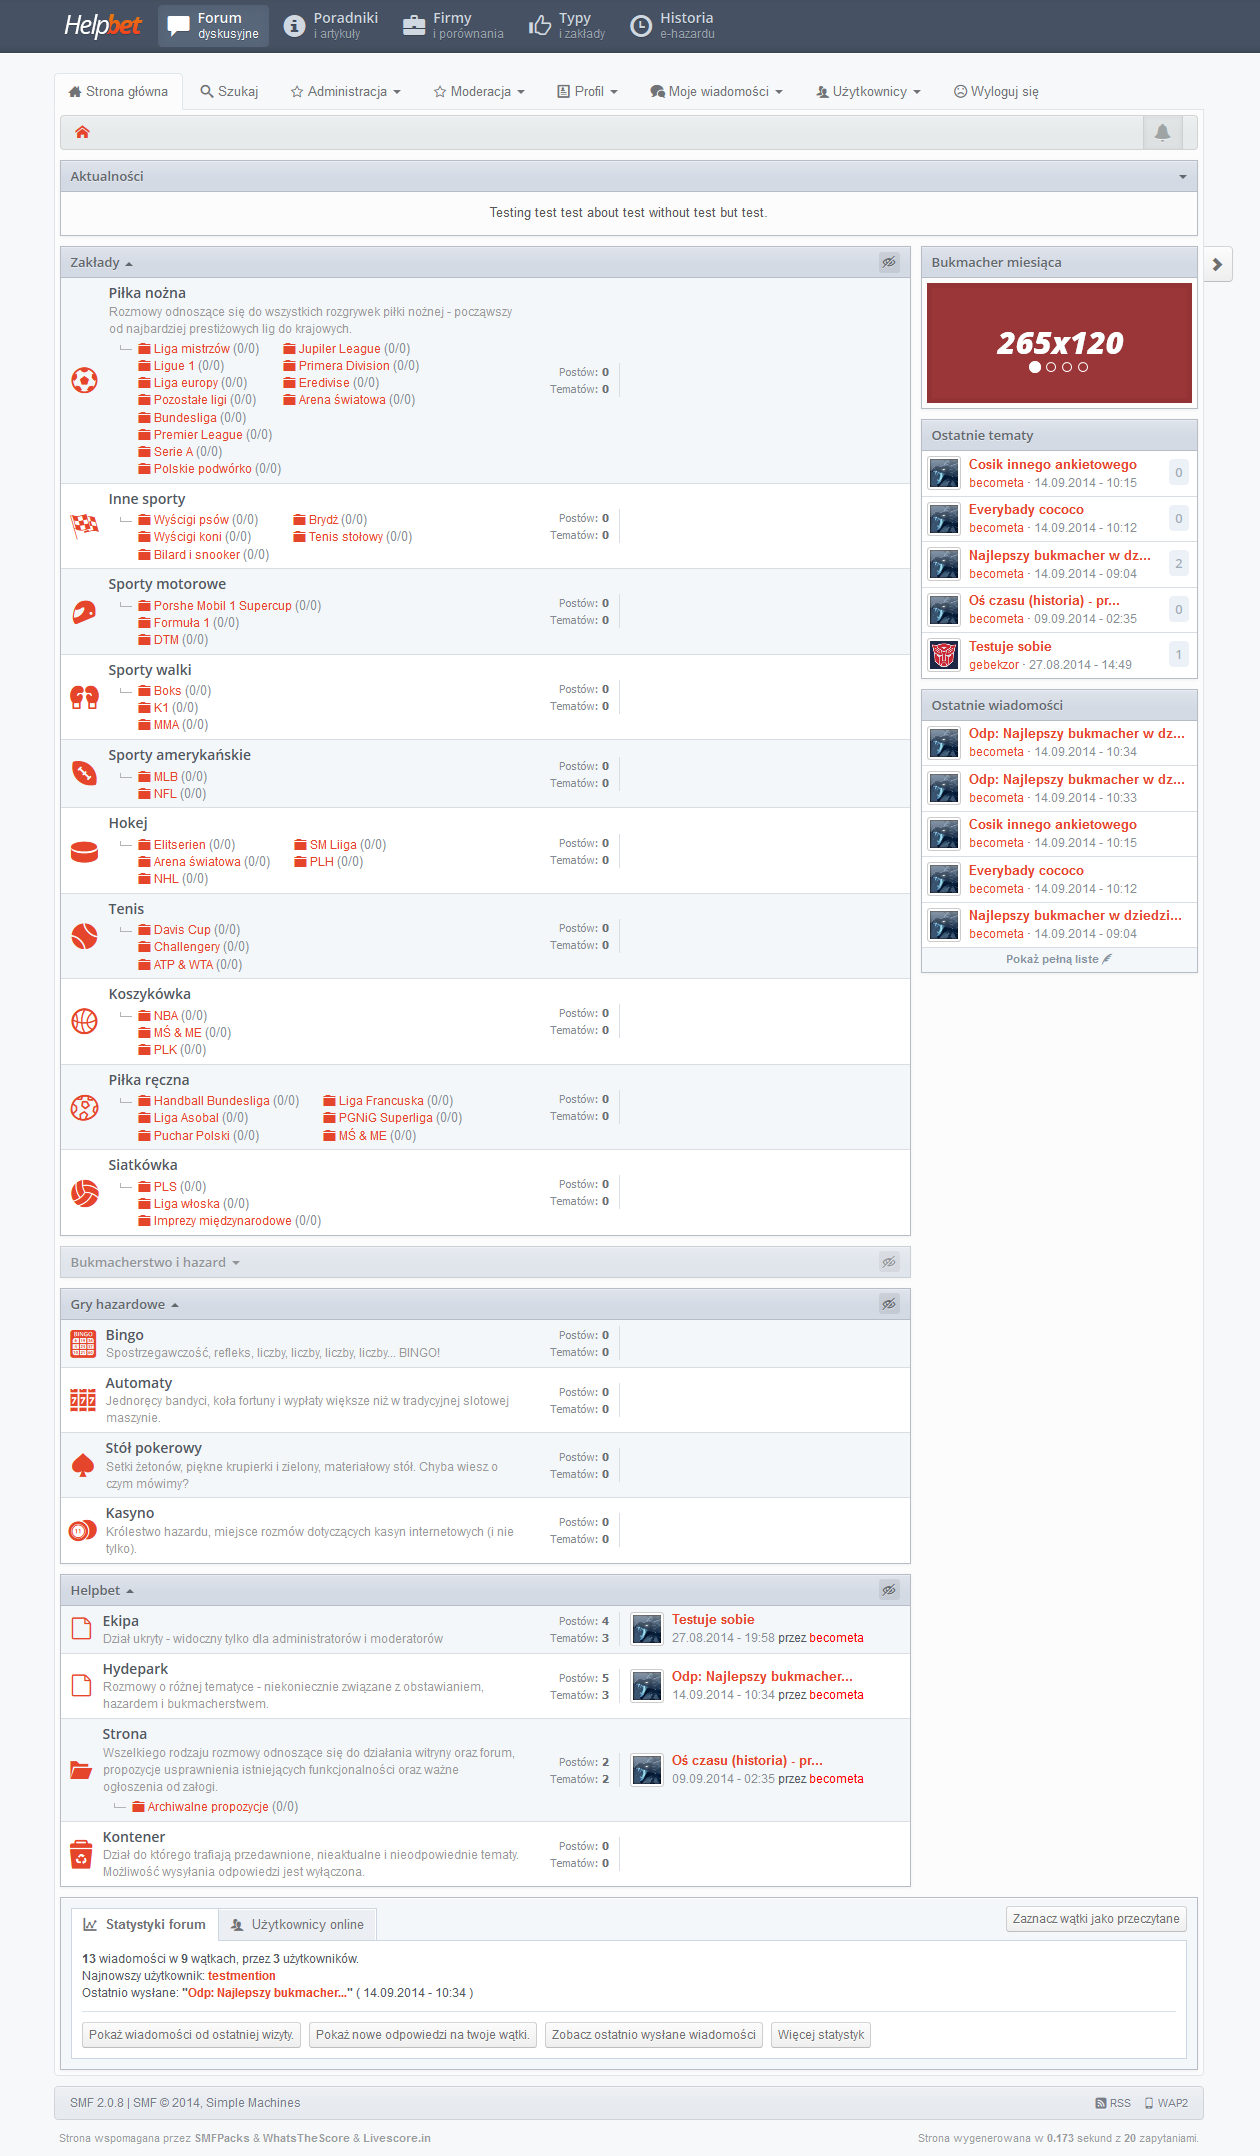 Helpbet
Forum
dyskusyjne
Poradniki
i artykuły
Firmy
i porównania
Typy
i zakłady
Historia
e-hazardu
Strona główna
Szukaj
Administracja
Moderacja
Profil
Moje wiadomości
Użytkownicy
Wyloguj się
Aktualności
Testing test test about test without test but test.
Zakłady
Piłka nożna
Rozmowy odnoszące się do wszystkich rozgrywek piłki nożnej - począwszy
od najbardziej prestiżowych lig do krajowych.
Liga mistrzów (0/0) Jupiler League (0/0)
Ligue 1 (0/0) Primera Division (0/0)
Liga europy (0/0) Eredivise (0/0)
Pozostałe ligi (0/0) Arena światowa (0/0)
Bundesliga (0/0)
Premier League (0/0)
Serie A (0/0)
Polskie podwórko (0/0)
Postów: 0
Tematów: 0
Inne sporty
Wyścigi psów (0/0) Brydż (0/0)
Wyścigi koni (0/0) Tenis stołowy (0/0)
Bilard i snooker (0/0)
Postów: 0
Tematów: 0
Sporty motorowe
Porshe Mobil 1 Supercup (0/0)
Formuła 1 (0/0)
DTM (0/0)
Postów: 0
Tematów: 0
Sporty walki
Boks (0/0)
K1 (0/0)
MMA (0/0)
Postów: 0
Tematów: 0
Sporty amerykańskie
MLB (0/0)
NFL (0/0)
Postów: 0
Tematów: 0
Hokej
Elitserien (0/0) SM Liiga (0/0)
Arena światowa (0/0) PLH (0/0)
NHL (0/0)
Postów: 0
Tematów: 0
Tenis
Davis Cup (0/0)
Challengery (0/0)
ATP & WTA (0/0)
Postów: 0
Tematów: 0
Koszykówka
NBA (0/0)
MŚ & ME (0/0)
PLK (0/0)
Postów: 0
Tematów: 0
Piłka ręczna
Handball Bundesliga (0/0) Liga Francuska (0/0)
Liga Asobal (0/0) PGNiG Superliga (0/0)
Puchar Polski (0/0) MŚ & ME (0/0)
Postów: 0
Tematów: 0
Siatkówka
PLS (0/0)
Liga włoska (0/0)
Imprezy międzynarodowe (0/0)
Postów: 0
Tematów: 0
Bukmacherstwo i hazard
Gry hazardowe
BINGO
Bingo
Spostrzegawczość, refleks, liczby, liczby, liczby, liczby... BINGO!
Postów: 0
Tematów: 0
777
Automaty
Jednoręcy bandyci, koła fortuny i wypłaty większe niż w tradycyjnej slotowej
maszynie.
Postów: 0
Tematów: 0
Stół pokerowy
Setki żetonów, piękne krupierki i zielony, materiałowy stół. Chyba wiesz o
czym mówimy?
Postów: 0
Tematów: 0
11
Kasyno
Królestwo hazardu, miejsce rozmów dotyczących kasyn internetowych (i nie
tylko).
Postów: 0
Tematów: 0
Helpbet
Ekipa
Dział ukryty - widoczny tylko dla administratorów i moderatorów
Postów: 4
Tematów: 3
Testuje sobie
27.08.2014 - 19:58 przez becometa
Hydepark
Rozmowy o różnej tematyce - niekoniecznie związane z obstawianiem,
hazardem i bukmacherstwem.
Postów: 5
Tematów: 3
Odp: Najlepszy bukmacher...
14.09.2014 - 10:34 przez becometa
Strona
Wszelkiego rodzaju rozmowy odnoszące się do działania witryny oraz forum,
propozycje usprawnienia istniejących funkcjonalności oraz ważne
ogłoszenia od załogi.
Archiwalne propozycje (0/0)
Postów: 2
Tematów: 2
Oś czasu (historia) - pr...
09.09.2014 - 02:35 przez becometa
Kontener
Dział do którego trafiają przedawnione, nieaktualne i nieodpowiednie tematy.
Możliwość wysyłania odpowiedzi jest wyłączona.
Postów: 0
Tematów: 0
Bukmacher miesiąca
265x120
Ostatnie tematy
Cosik innego ankietowego
becometa · 14.09.2014 - 10:15
0
Everybady cococo
becometa · 14.09.2014 - 10:12
0
Najlepszy bukmacher w dz...
becometa · 14.09.2014 - 09:04
2
Oś czasu (historia) - pr...
becometa · 09.09.2014 - 02:35
0
Testuje sobie
gebekzor · 27.08.2014 - 14:49
1
Ostatnie wiadomości
Odp: Najlepszy bukmacher w dz...
becometa · 14.09.2014 - 10:34
Odp: Najlepszy bukmacher w dz...
becometa · 14.09.2014 - 10:33
Cosik innego ankietowego
becometa · 14.09.2014 - 10:15
Everybady cococo
becometa · 14.09.2014 - 10:12
Najlepszy bukmacher w dziedzi...
becometa · 14.09.2014 - 09:04
Pokaż pełną liste
Statystyki forum
Użytkownicy online
Zaznacz wątki jako przeczytane
13 wiadomości w 9 wątkach, przez 3 użytkowników.
Najnowszy użytkownik: testmention
Ostatnio wysłane: "Odp: Najlepszy bukmacher..." ( 14.09.2014 - 10:34 )
Pokaż wiadomości od ostatniej wizyty.
Pokaż nowe odpowiedzi na twoje wątki.
Zobacz ostatnio wysłane wiadomości
Więcej statystyk
SMF 2.0.8 | SMF © 2014, Simple Machines
RSS
WAP2
Strona wspomagana przez SMFPacks & WhatsTheScore & Livescore.in
Strona wygenerowana w 0.173 sekund z 20 zapytaniami.